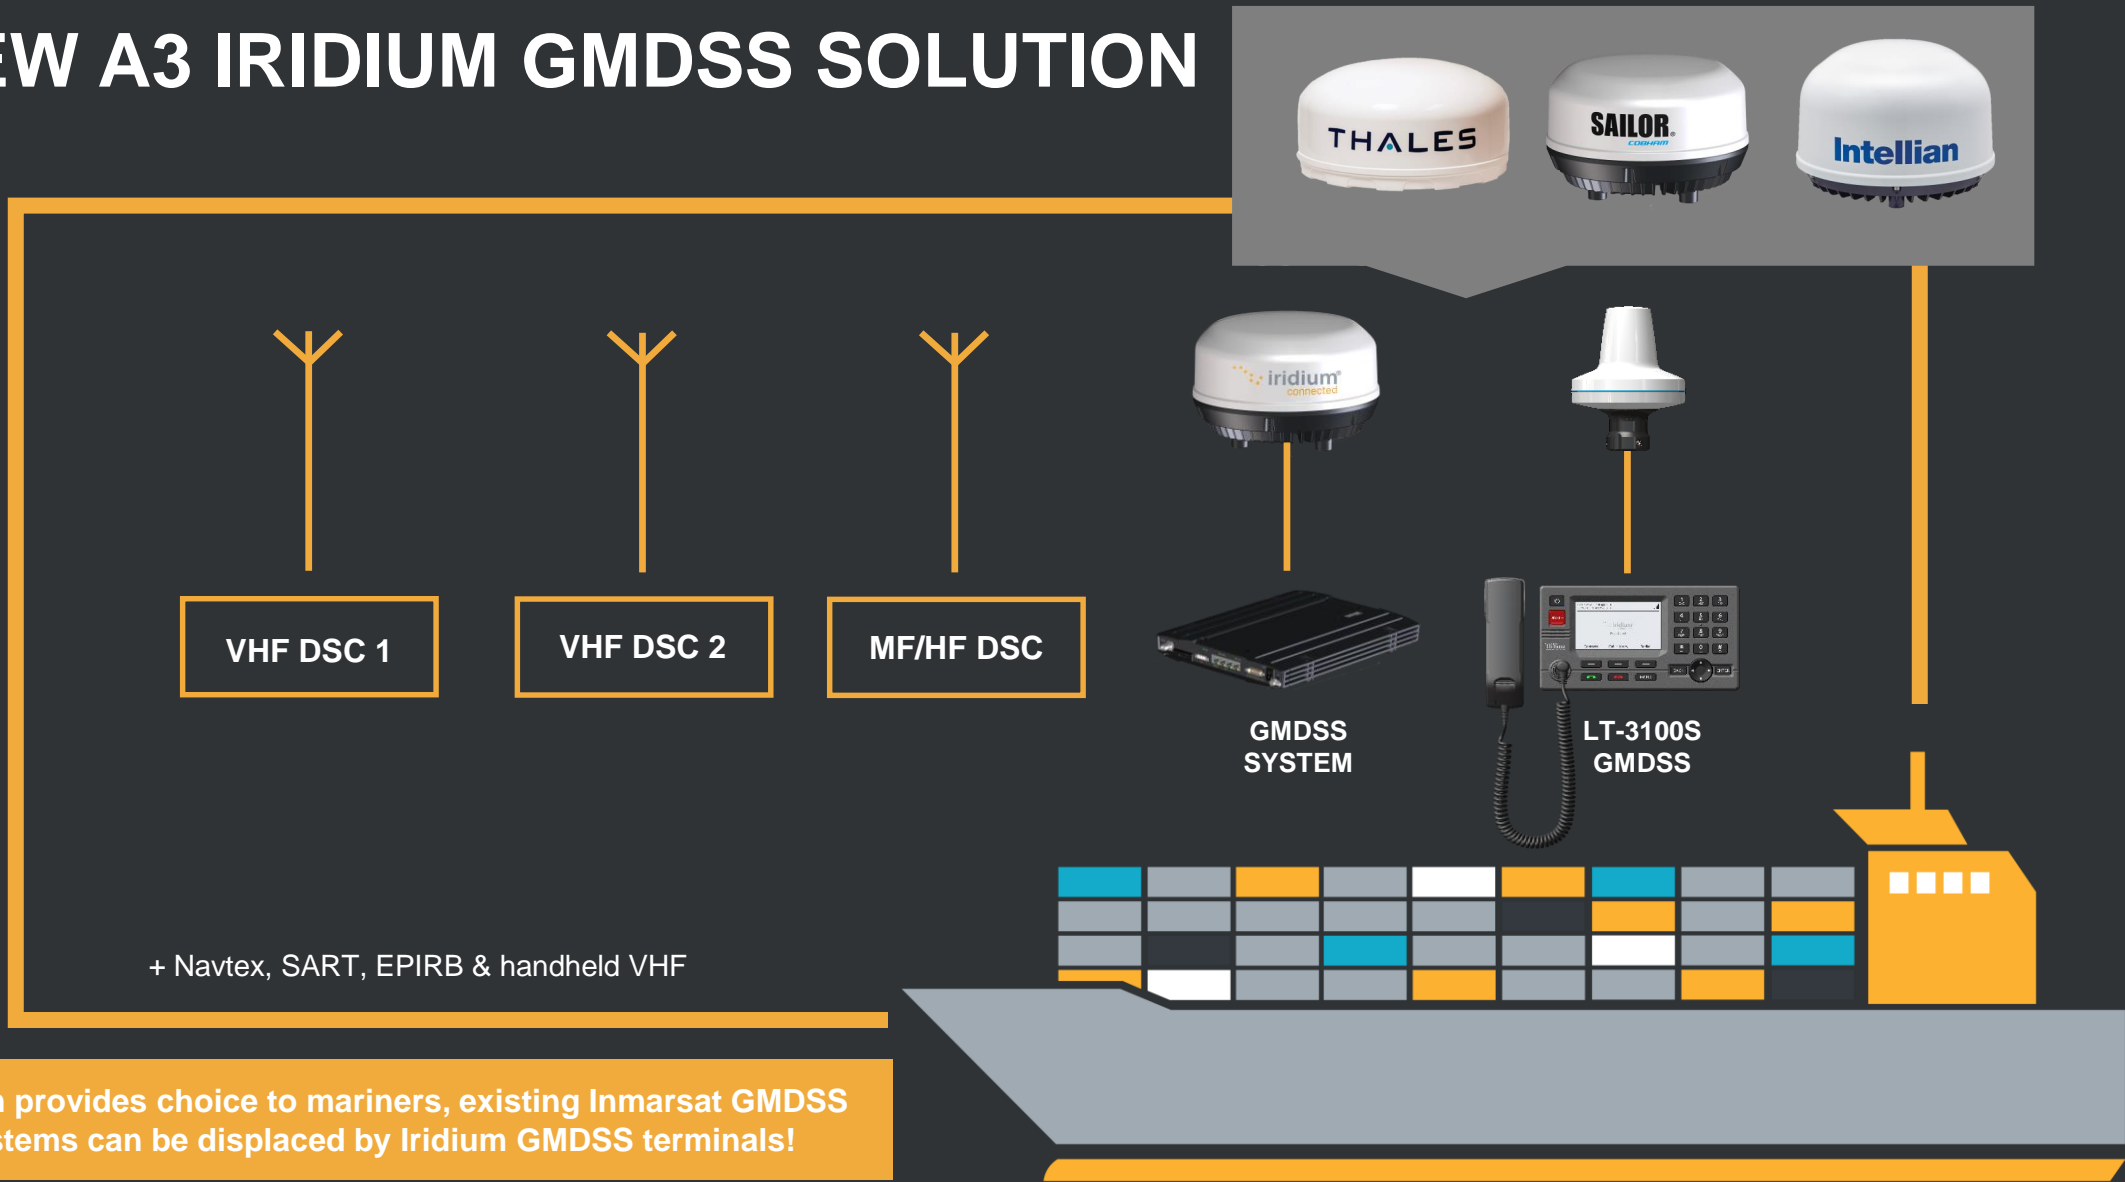 EW A3 IRIDIUM GMDSS SOLUTION
THALES
SAILOR®
COBHAM
Intellian
iridium®
connected
VHF DSC 1
VHF DSC 2
MF/HF DSC
GMDSS
SYSTEM
LT-3100S
GMDSS
+ Navtex, SART, EPIRB & handheld VHF
provides choice to mariners, existing Inmarsat GMDSS
stems can be displaced by Iridium GMDSS terminals!